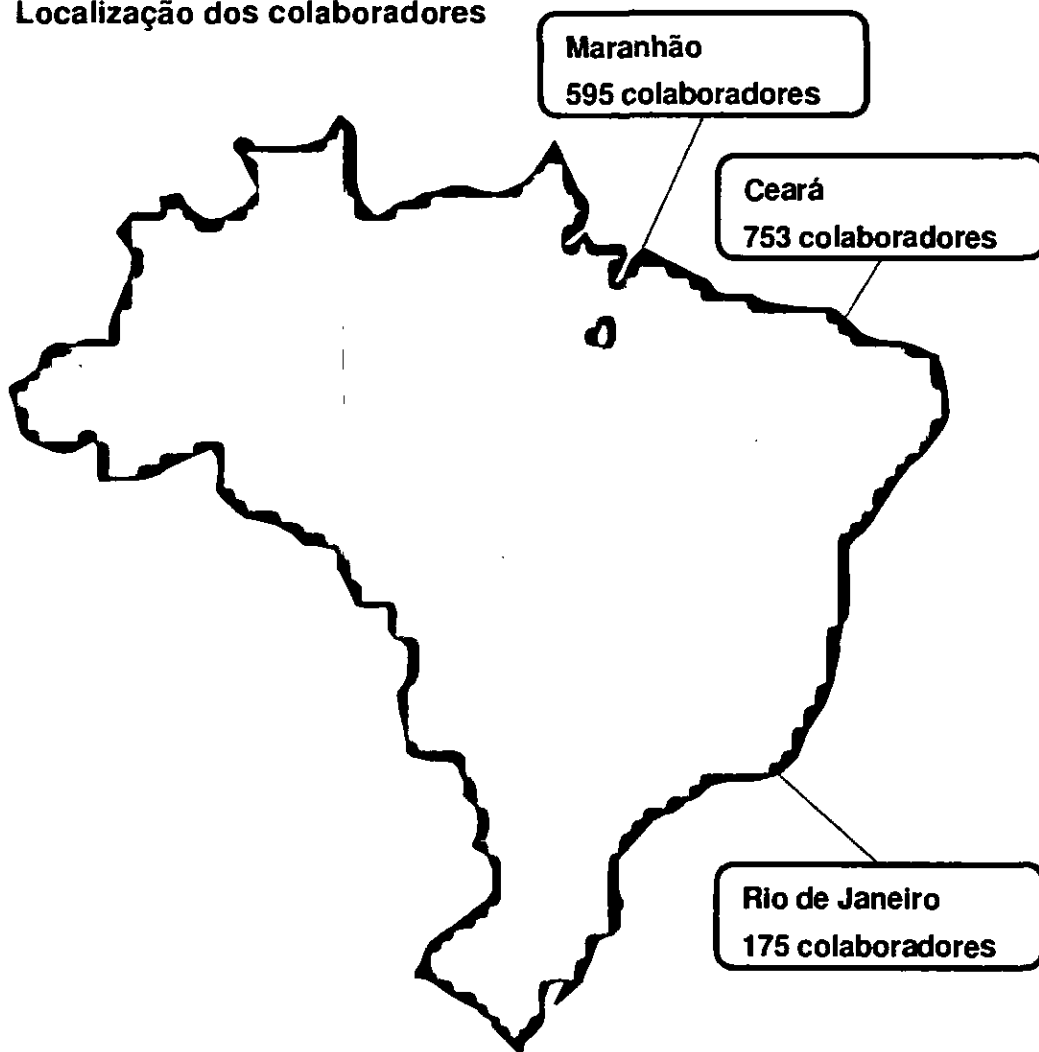 Localização dos colaboradores
Maranhão
595 colaboradores
Ceará
753 colaboradores
Rio de Janeiro
175 colaboradores